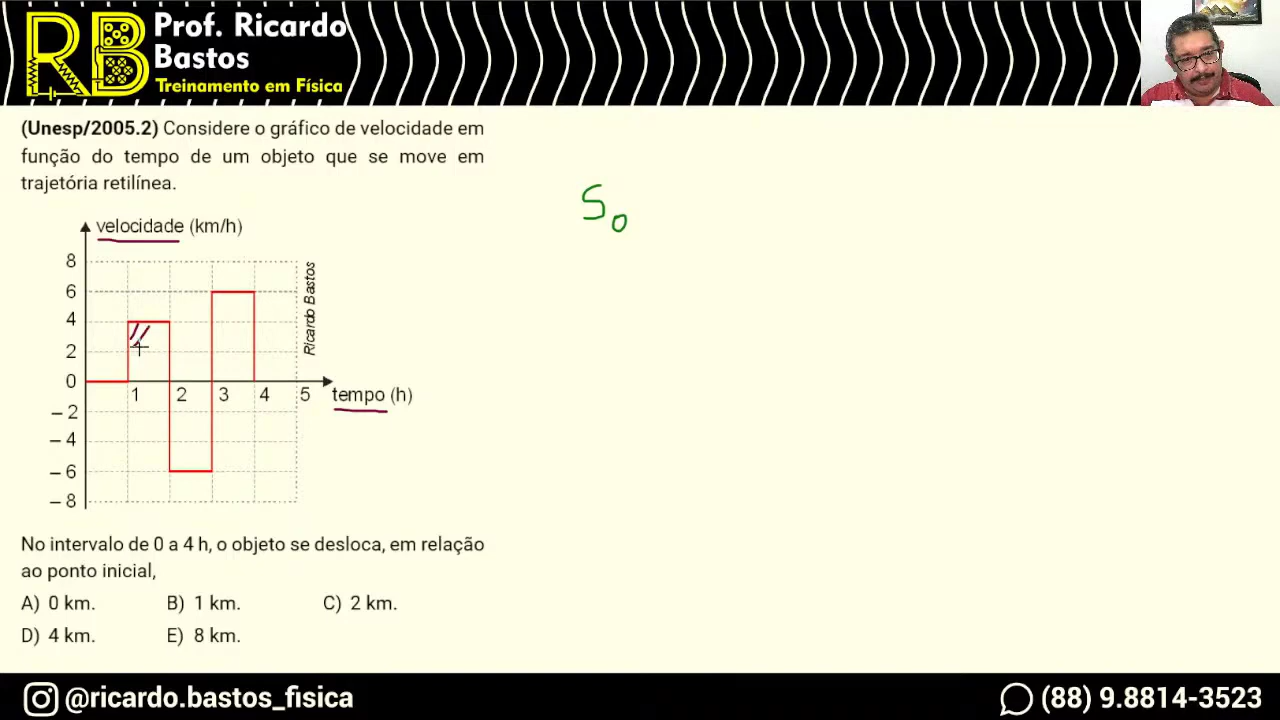 RB Prof. Ricardo
Bastos
Treinamento em Física
(Unesp/2005.2) Considere o gráfico de velocidade em
função do tempo de um objeto que se move em
trajetória retilínea.
S0
velocidade (km/h)
8
6
4
2
0
– 2
– 4
– 6
– 8
1 2 3 4 5 tempo (h)
Ricardo Bastos
No intervalo de 0 a 4 h, o objeto se desloca, em relação
ao ponto inicial,
A) 0 km. B) 1 km. C) 2 km.
D) 4 km. E) 8 km.
@ricardo.bastos_fisica (88) 9.8814-3523